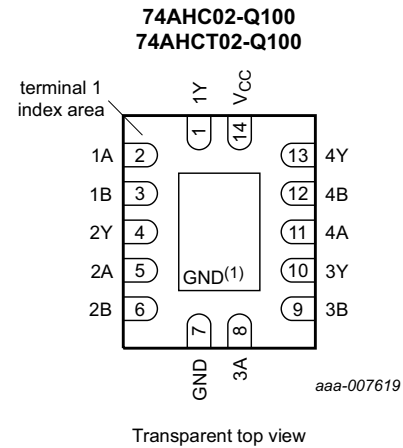 74AHC02-Q100
74AHCT02-Q100
terminal 1
index area
1Y
VCC
1
14
1A 2
13 4Y
1B 3
12 4B
2Y 4
11 4A
2A 5
10 3Y
GND(1)
2B 6
9 3B
7
8
GND
3A
aaa-007619
Transparent top view